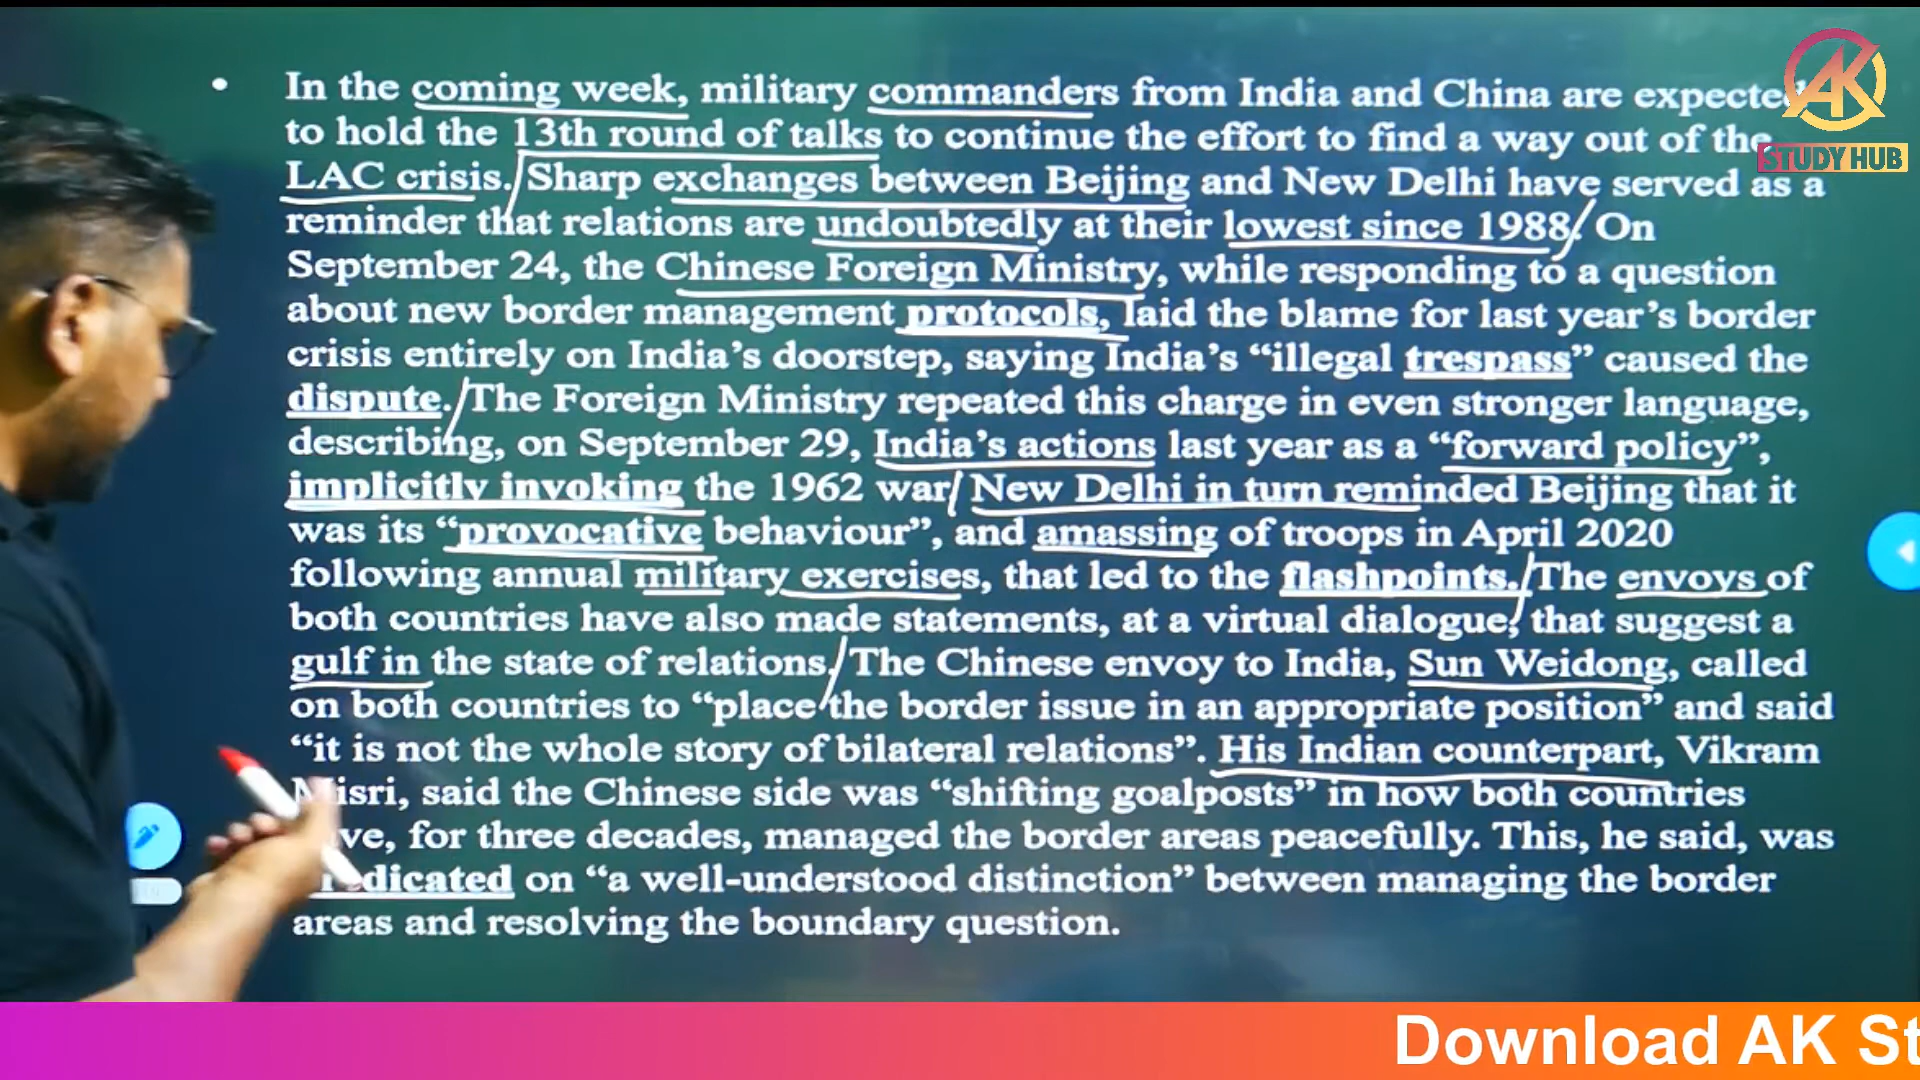 AK
STUDY HUB
• In the coming week, military commanders from India and China are expected
to hold the 13th round of talks to continue the effort to find a way out of the
LAC crisis. Sharp exchanges between Beijing and New Delhi have served as a
reminder that relations are undoubtedly at their lowest since 1988. On
September 24, the Chinese Foreign Ministry, while responding to a question
about new border management protocols, laid the blame for last year's border
crisis entirely on India's doorstep, saying India's “illegal trespass” caused the
dispute. The Foreign Ministry repeated this charge in even stronger language,
describing, on September 29, India's actions last year as a “forward policy”,
implicitly invoking the 1962 war. New Delhi in turn reminded Beijing that it
was its “provocative behaviour”, and amassing of troops in April 2020
following annual military exercises, that led to the flashpoints. The envoys of
both countries have also made statements, at a virtual dialogue, that suggest a
gulf in the state of relations. The Chinese envoy to India, Sun Weidong, called
on both countries to “place the border issue in an appropriate position” and said
“it is not the whole story of bilateral relations”. His Indian counterpart, Vikram
Misri, said the Chinese side was “shifting goalposts” in how both countries
for three decades, managed the border areas peacefully. This, he said, was
on “a well-understood distinction” between managing the border
areas and resolving the boundary question.
Download AK St